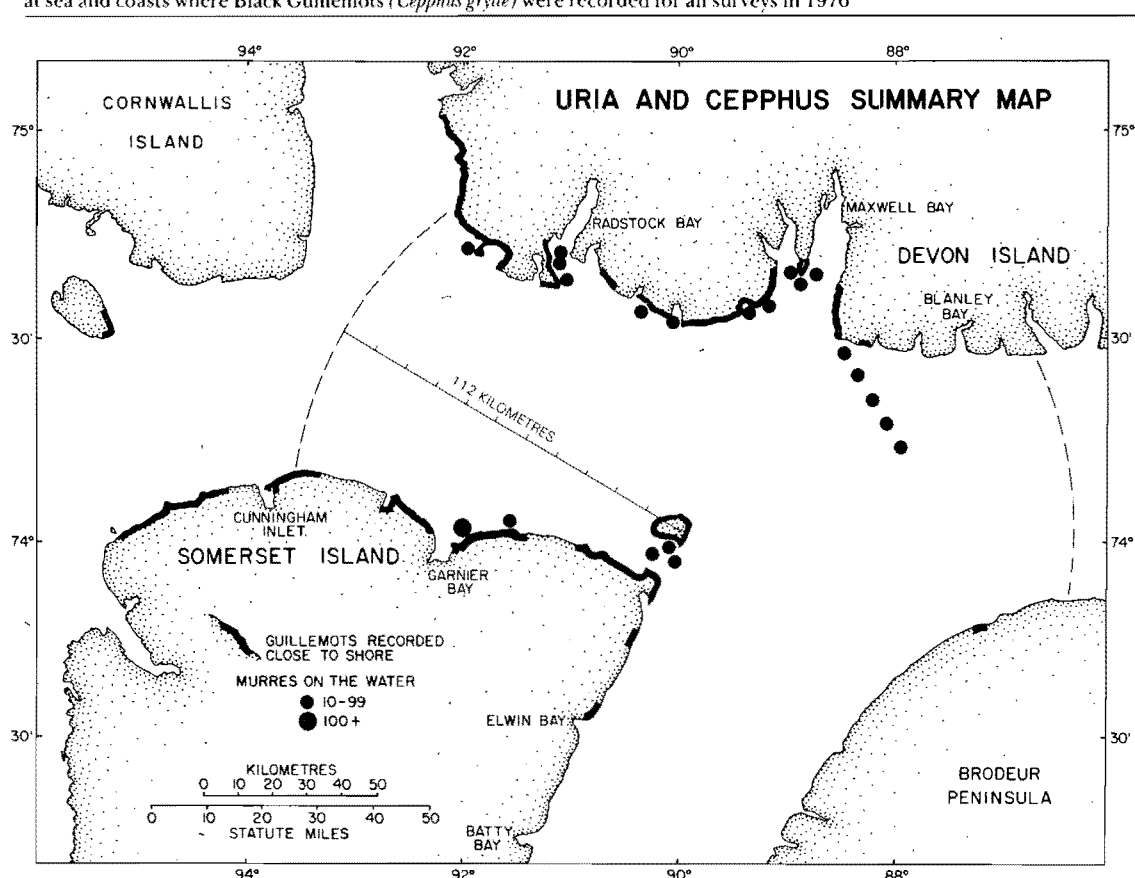 at sea and coasts where Black Guillemots (Cepphus grylle) were recorded for all surveys in 1976
94° 92° 90° 88°
CORNWALLIS
ISLAND
URIA AND CEPPHUS SUMMARY MAP
75° 75°
RADSTOCK BAY
MAXWELL BAY
DEVON ISLAND
BLANLEY
BAY
30' 30'
112 KILOMETRES
CUNNINGHAM
INLET
74° 74°
SOMERSET ISLAND
GARNIER
BAY
GUILLEMOTS RECORDED
CLOSE TO SHORE
MURRES ON THE WATER
10-99
100+
ELWIN BAY
30' 30'
KILOMETRES
0 10 20 30 40 50
0 10 20 30 40 50
STATUTE MILES
BRODEUR
PENINSULA
BATTY
BAY
94° 92° 90° 88°